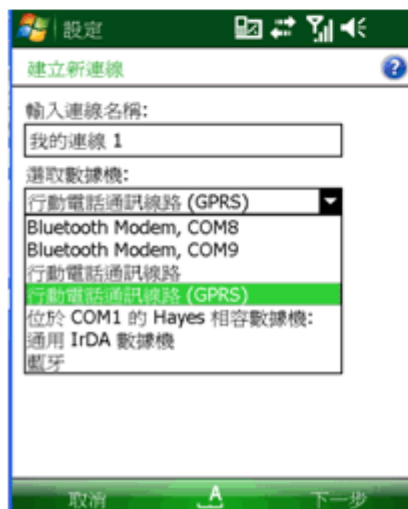 設定
建立新連線
?
輸入連線名稱:
我的連線 1
選取數據機:
行動電話通訊線路 (GPRS)
Bluetooth Modem, COM8
Bluetooth Modem, COM9
行動電話通訊線路
行動電話通訊線路 (GPRS)
位於 COM1 的 Hayes 相容數據機:
通用 IrDA 數據機
藍牙
取消 A 下一步